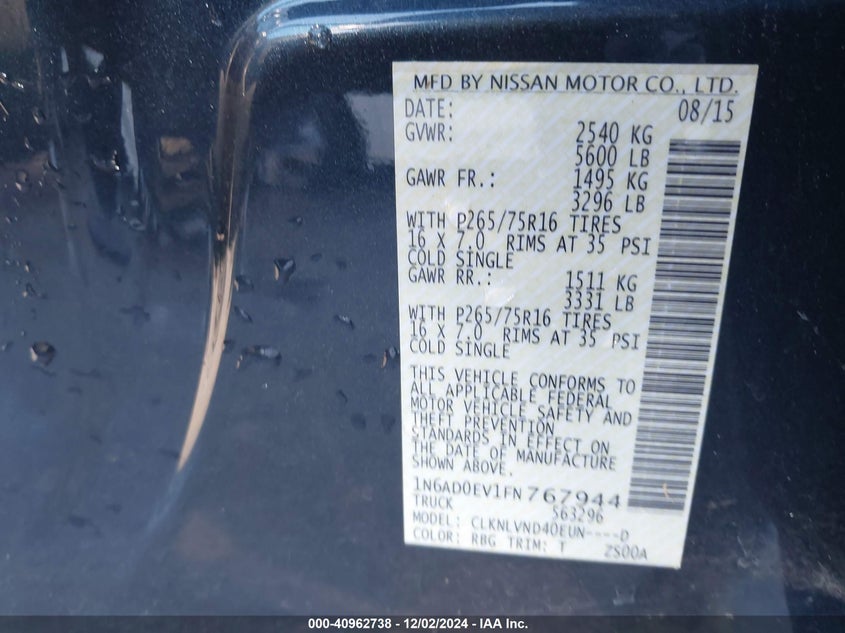 MFD BY NISSAN MOTOR CO., LTD.
DATE: 08/15
GVWR: 2540 KG
5600 LB
GAWR FR.: 1495 KG
3296 LB
WITH P265/75R16 TIRES
16 X 7.0 RIMS AT 35 PSI
COLD SINGLE
GAWR RR.: 1511 KG
3331 LB
WITH P265/75R16 TIRES
16 X 7.0 RIMS AT 35 PSI
COLD SINGLE
THIS VEHICLE CONFORMS TO
ALL APPLICABLE FEDERAL
MOTOR VEHICLE SAFETY AND
THEFT PREVENTION
STANDARDS IN EFFECT ON
THE DATE OF MANUFACTURE
SHOWN ABOVE.
1N6AD0EV1FN767944
TRUCK S63296
MODEL: CLKNLVND40EUN----D
COLOR: RBG TRIM: T ZS00A
000-40962738 - 12/02/2024 - IAA Inc.